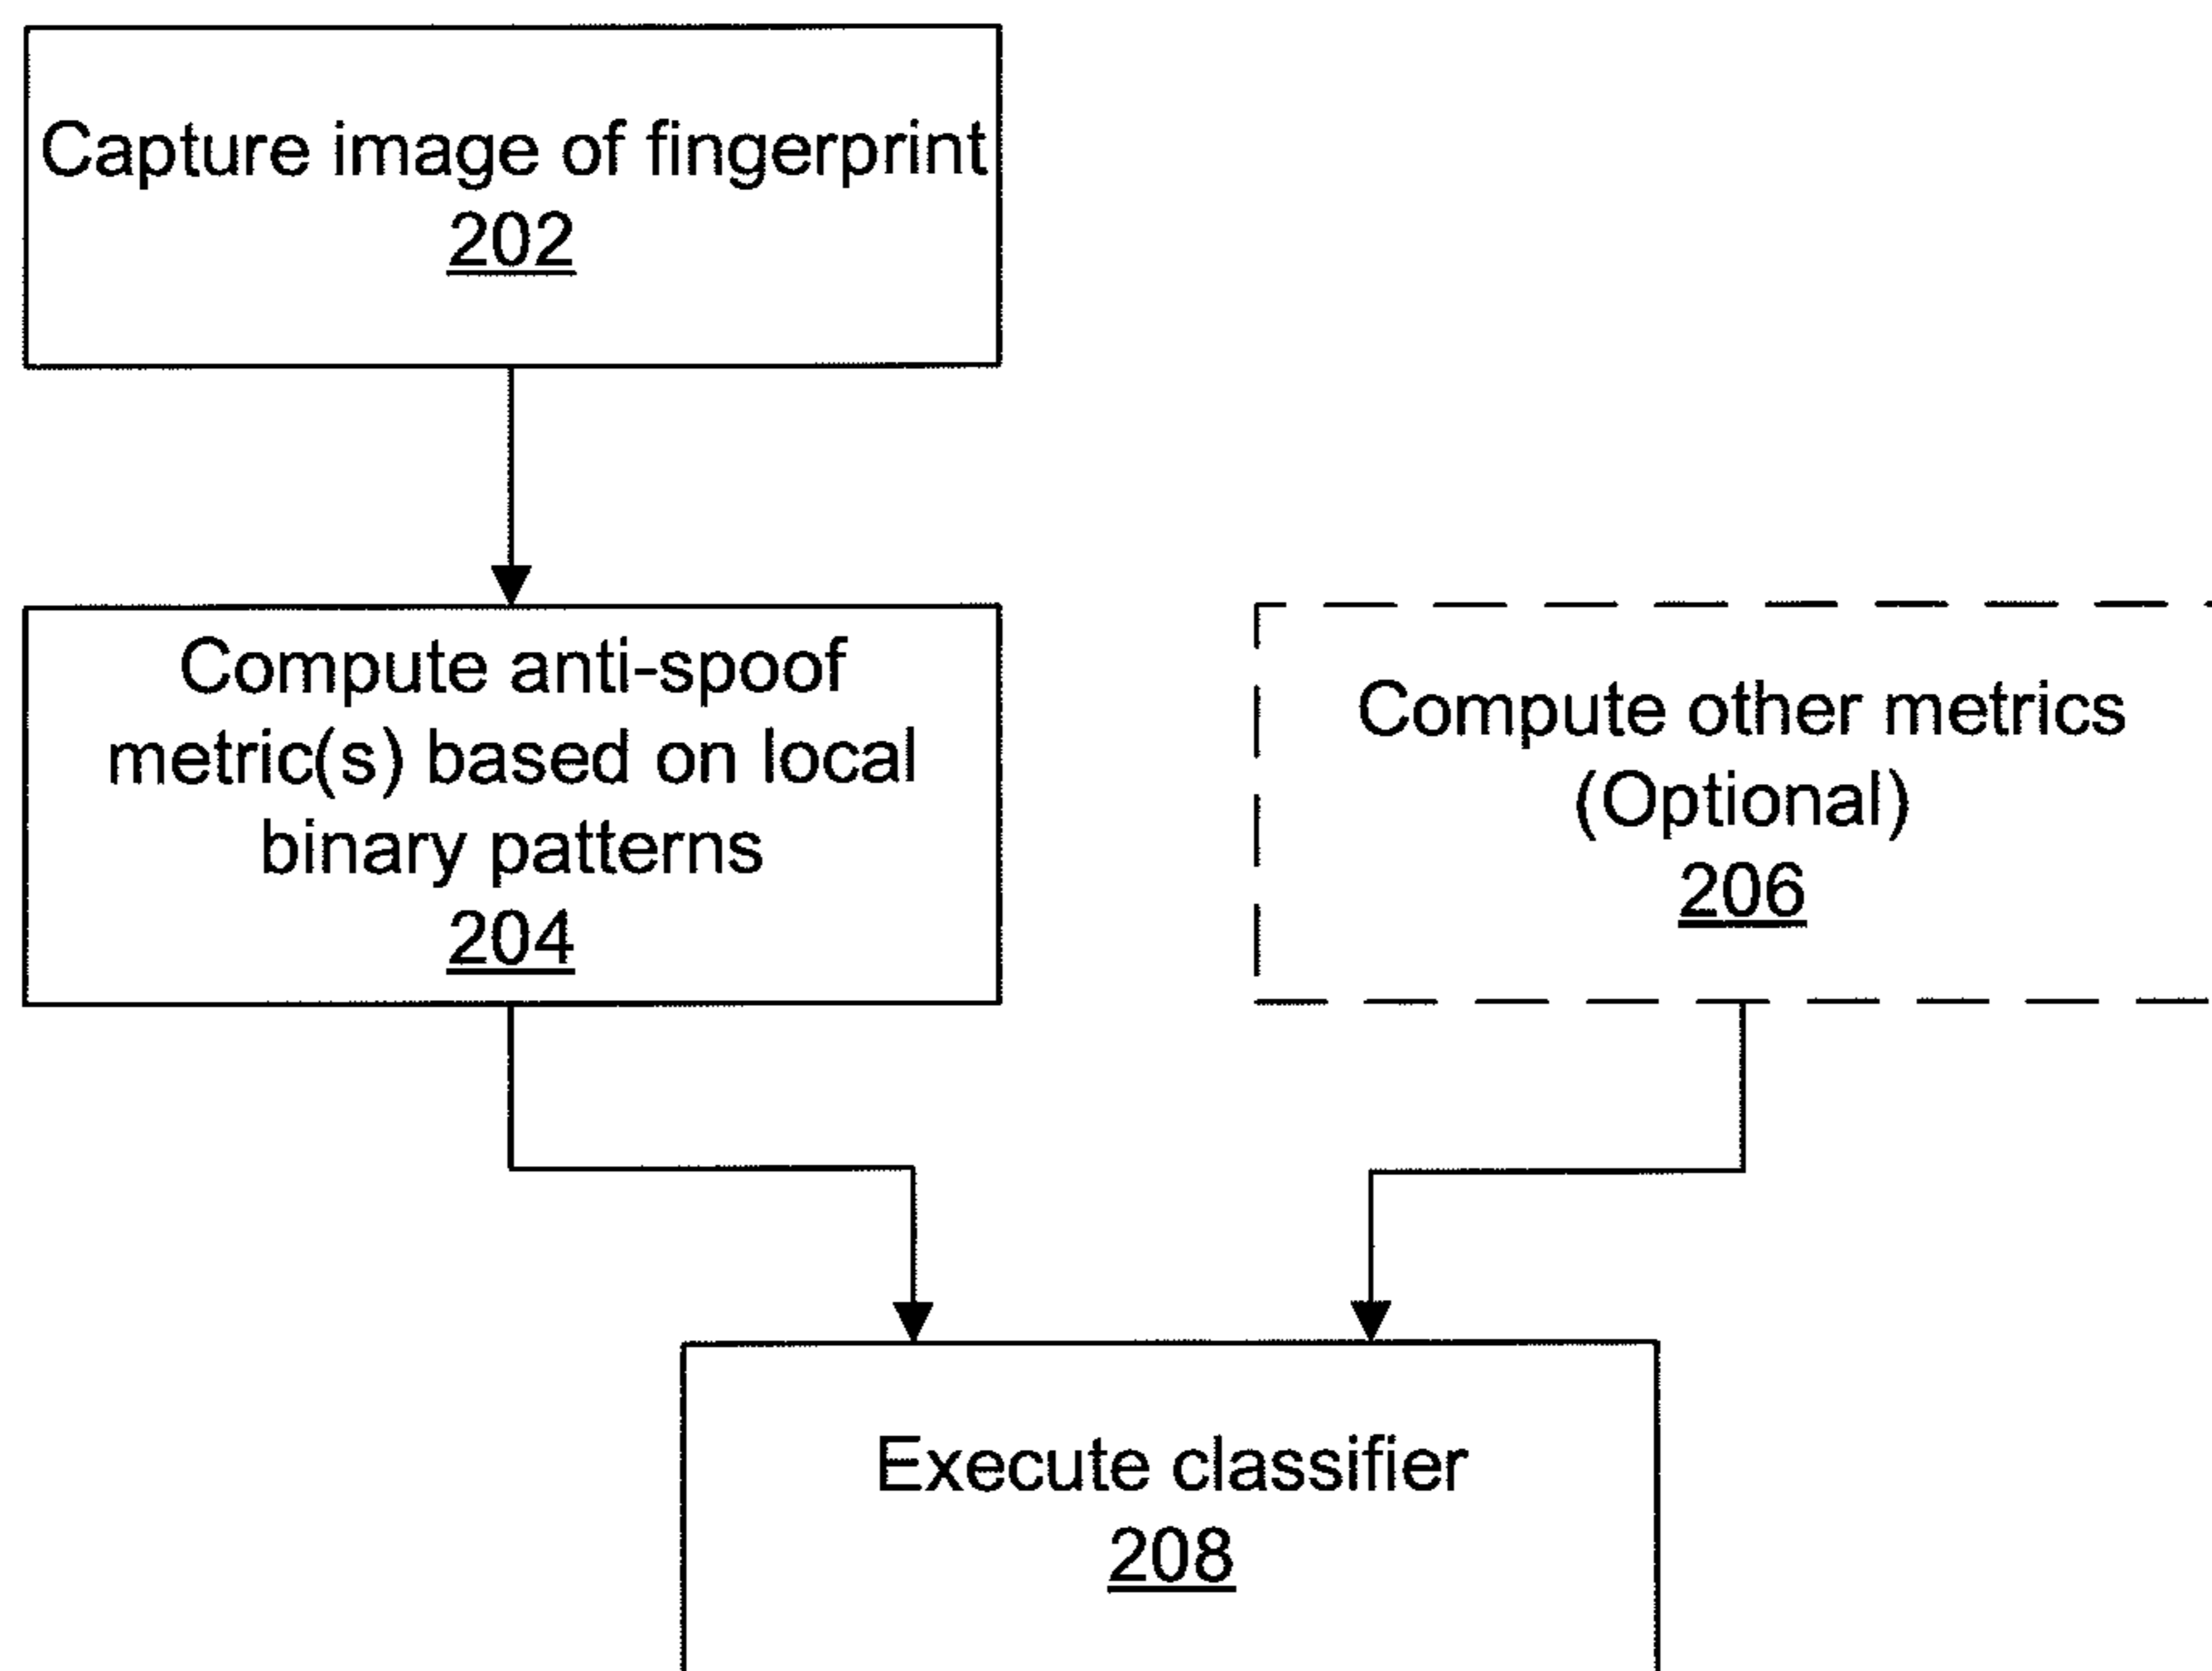 Capture image of fingerprint
202
Compute anti-spoof
metric(s) based on local
binary patterns
204
Compute other metrics
(Optional)
206
Execute classifier
208